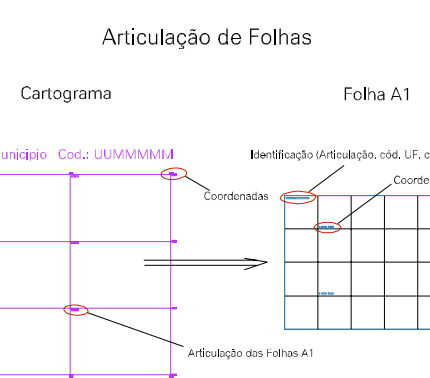 Articulação de Folhas
Cartograma
Folha A1
unicipio Cod.: UUMMMMM
Identificação (Articulação, cód, UF, c
Coordenadas
Coorde
Articulação das Folhas A1